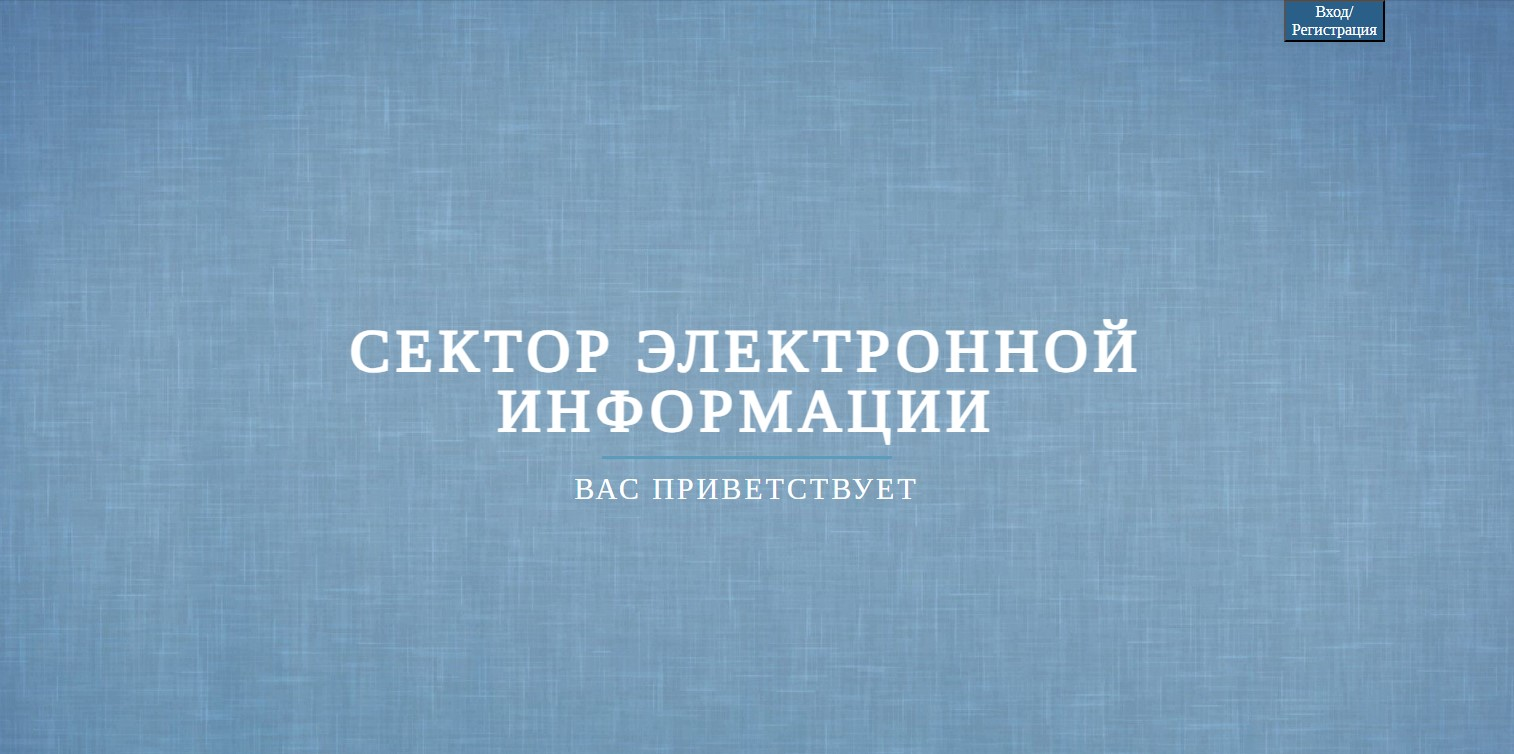 Вход/
Регистрация
СЕКТОР ЭЛЕКТРОННОЙ
ИНФОРМАЦИИ
ВАС ПРИВЕТСТВУЕТ